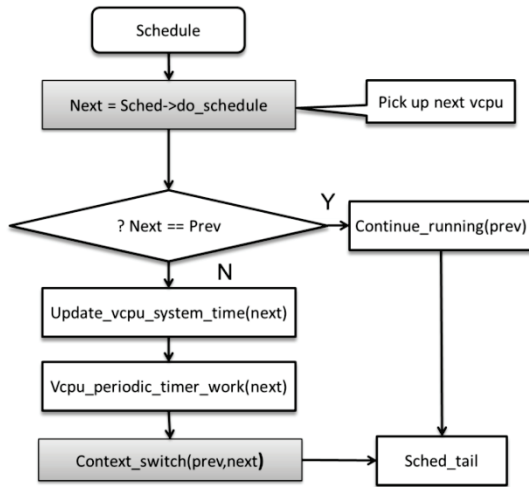 Schedule
Next = Sched->do_schedule
Pick up next vcpu
? Next == Prev
Y
Continue_running(prev)
N
Update_vcpu_system_time(next)
Vcpu_periodic_timer_work(next)
Context_switch(prev,next)
Sched_tail